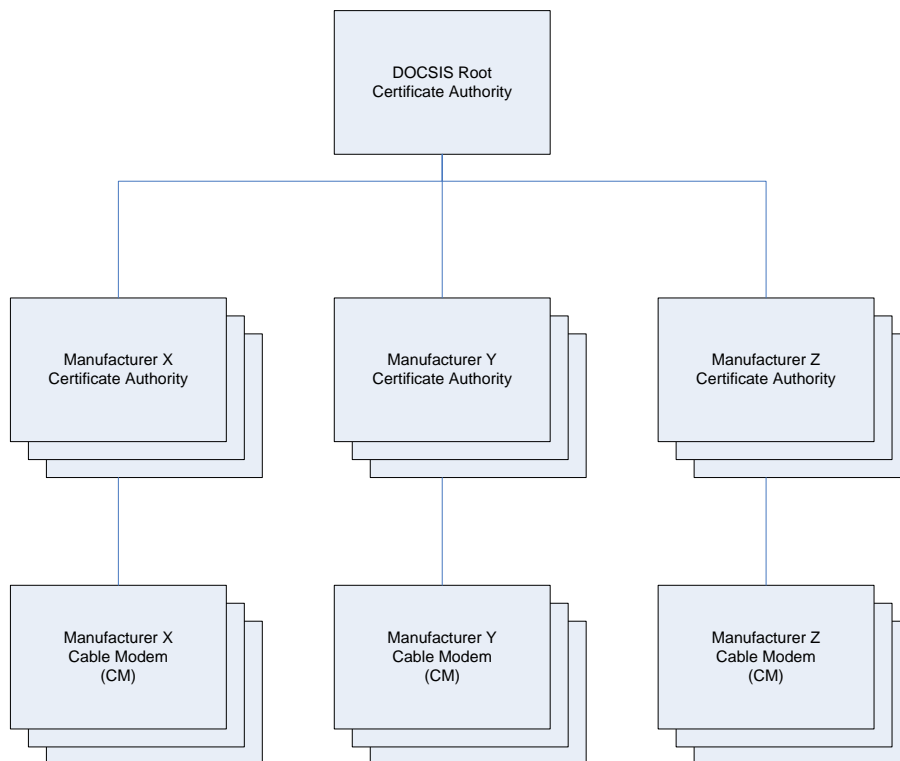 DOCSIS Root
Certificate Authority
Manufacturer X
Certificate Authority
Manufacturer Y
Certificate Authority
Manufacturer Z
Certificate Authority
Manufacturer X
Cable Modem
(CM)
Manufacturer Y
Cable Modem
(CM)
Manufacturer Z
Cable Modem
(CM)